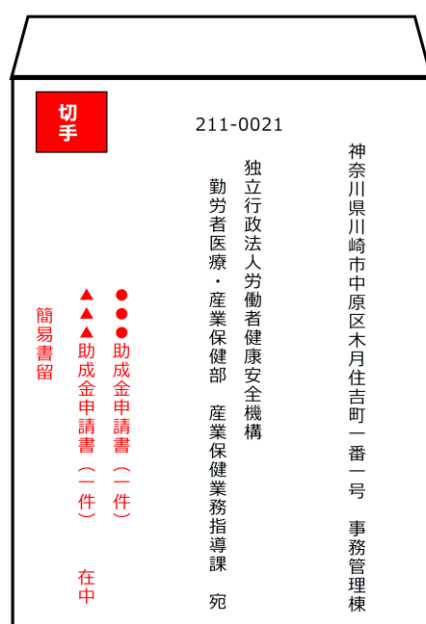 切手
211-0021
神奈川県川崎市中原区木月住吉町一番一号 事務管理棟
独立行政法人労働者健康安全機構
勤労者医療・産業保健部 産業保健業務指導課 宛
●●●助成金申請書（一件）
▲▲▲助成金申請書（一件） 在中
簡易書留